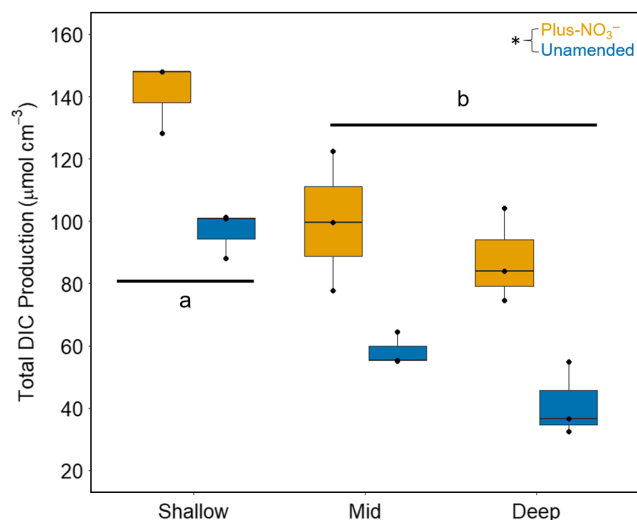 Total DIC Production (μmol cm⁻³)
160
140
120
100
80
60
40
20
* Plus-NO₃⁻
Unamended
b
a
Shallow Mid Deep